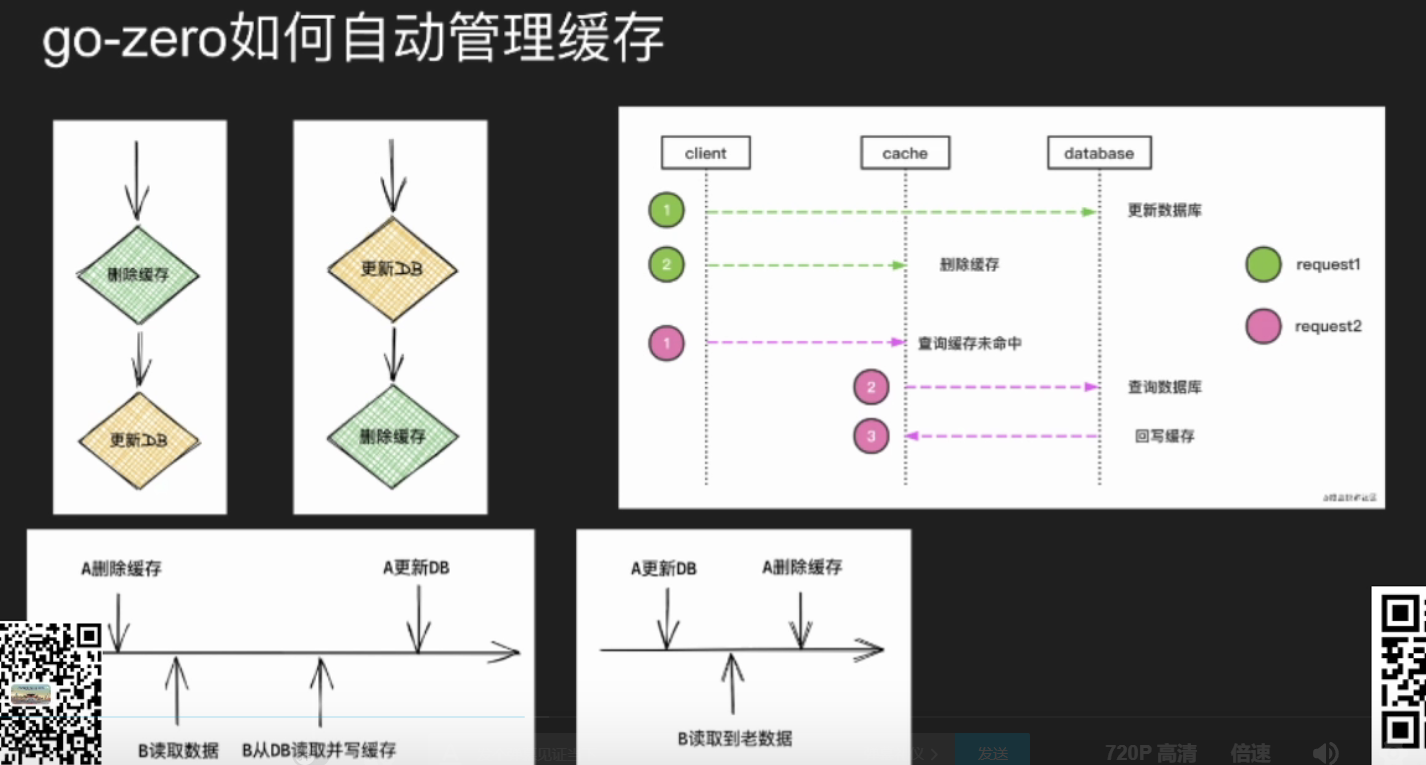 go-zero如何自动管理缓存
删除缓存
更新DB
更新DB
删除缓存
client
cache
database
1
更新数据库
2
删除缓存
1
查询缓存未命中
2
查询数据库
3
回写缓存
request1
request2
A删除缓存
A更新DB
B读取数据
B从DB读取并写缓存
A更新DB
A删除缓存
B读取到老数据
发送
720P 高清
倍速